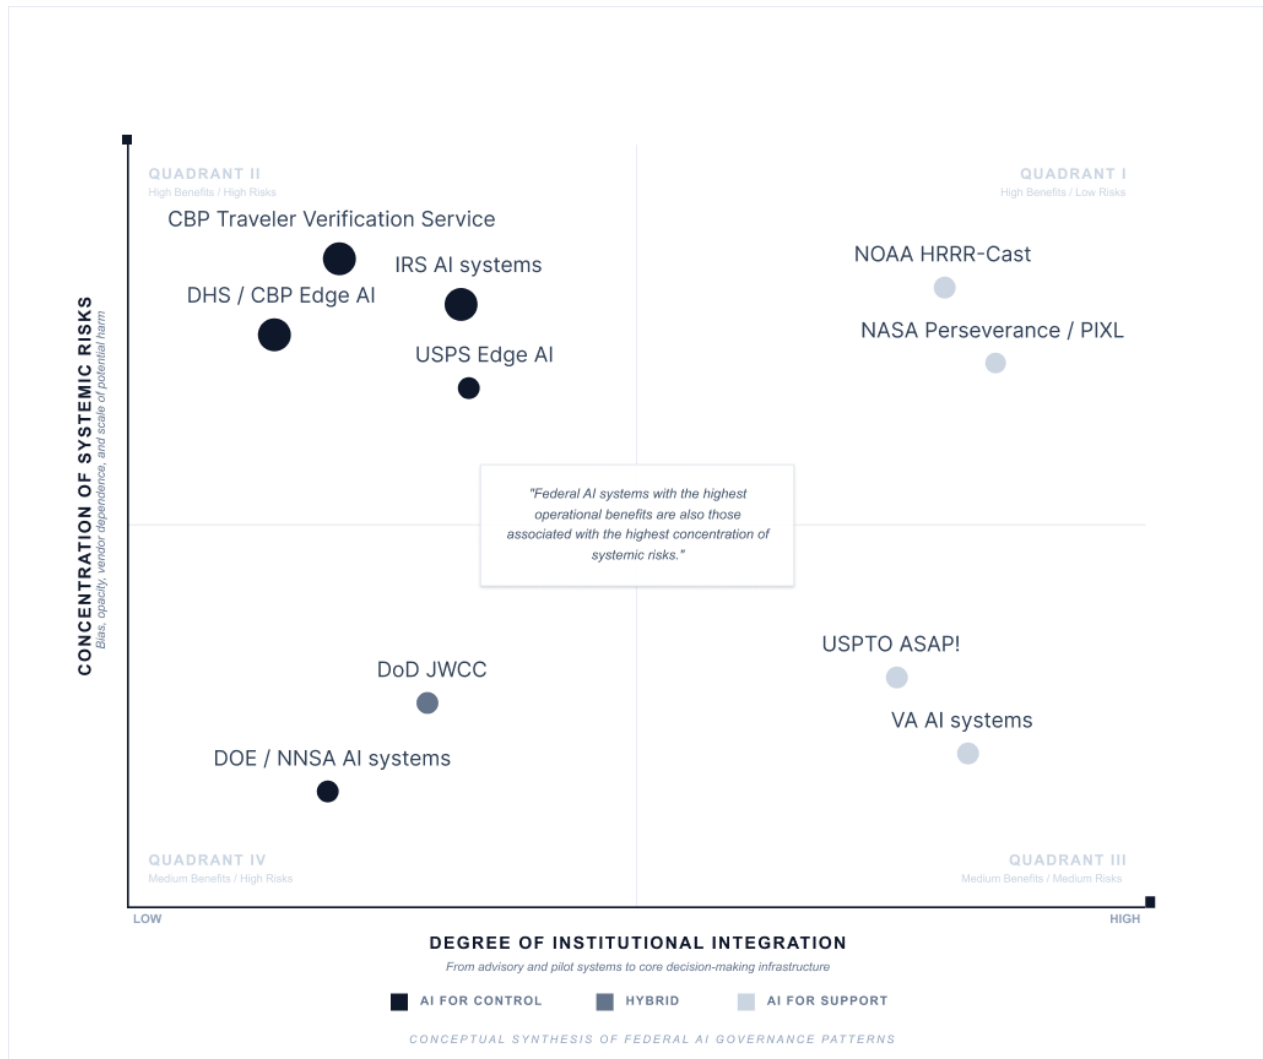 QUADRANT II
High Benefits / High Risks
QUADRANT I
High Benefits / Low Risks
CBP Traveler Verification Service
IRS AI systems
DHS / CBP Edge AI
USPS Edge AI
NOAA HRRR-Cast
NASA Perseverance / PIXL
CONCENTRATION OF SYSTEMIC RISKS
Bias, opacity, vendor dependence, and scale of potential harm
"Federal AI systems with the highest
operational benefits are also those
associated with the highest concentration of
systemic risks."
DoD JWCC
DOE / NNSA AI systems
USPTO ASAP!
VA AI systems
QUADRANT IV
Medium Benefits / High Risks
QUADRANT III
Medium Benefits / Medium Risks
LOW
HIGH
DEGREE OF INSTITUTIONAL INTEGRATION
From advisory and pilot systems to core decision-making infrastructure
AI FOR CONTROL
HYBRID
AI FOR SUPPORT
CONCEPTUAL SYNTHESIS OF FEDERAL AI GOVERNANCE PATTERNS